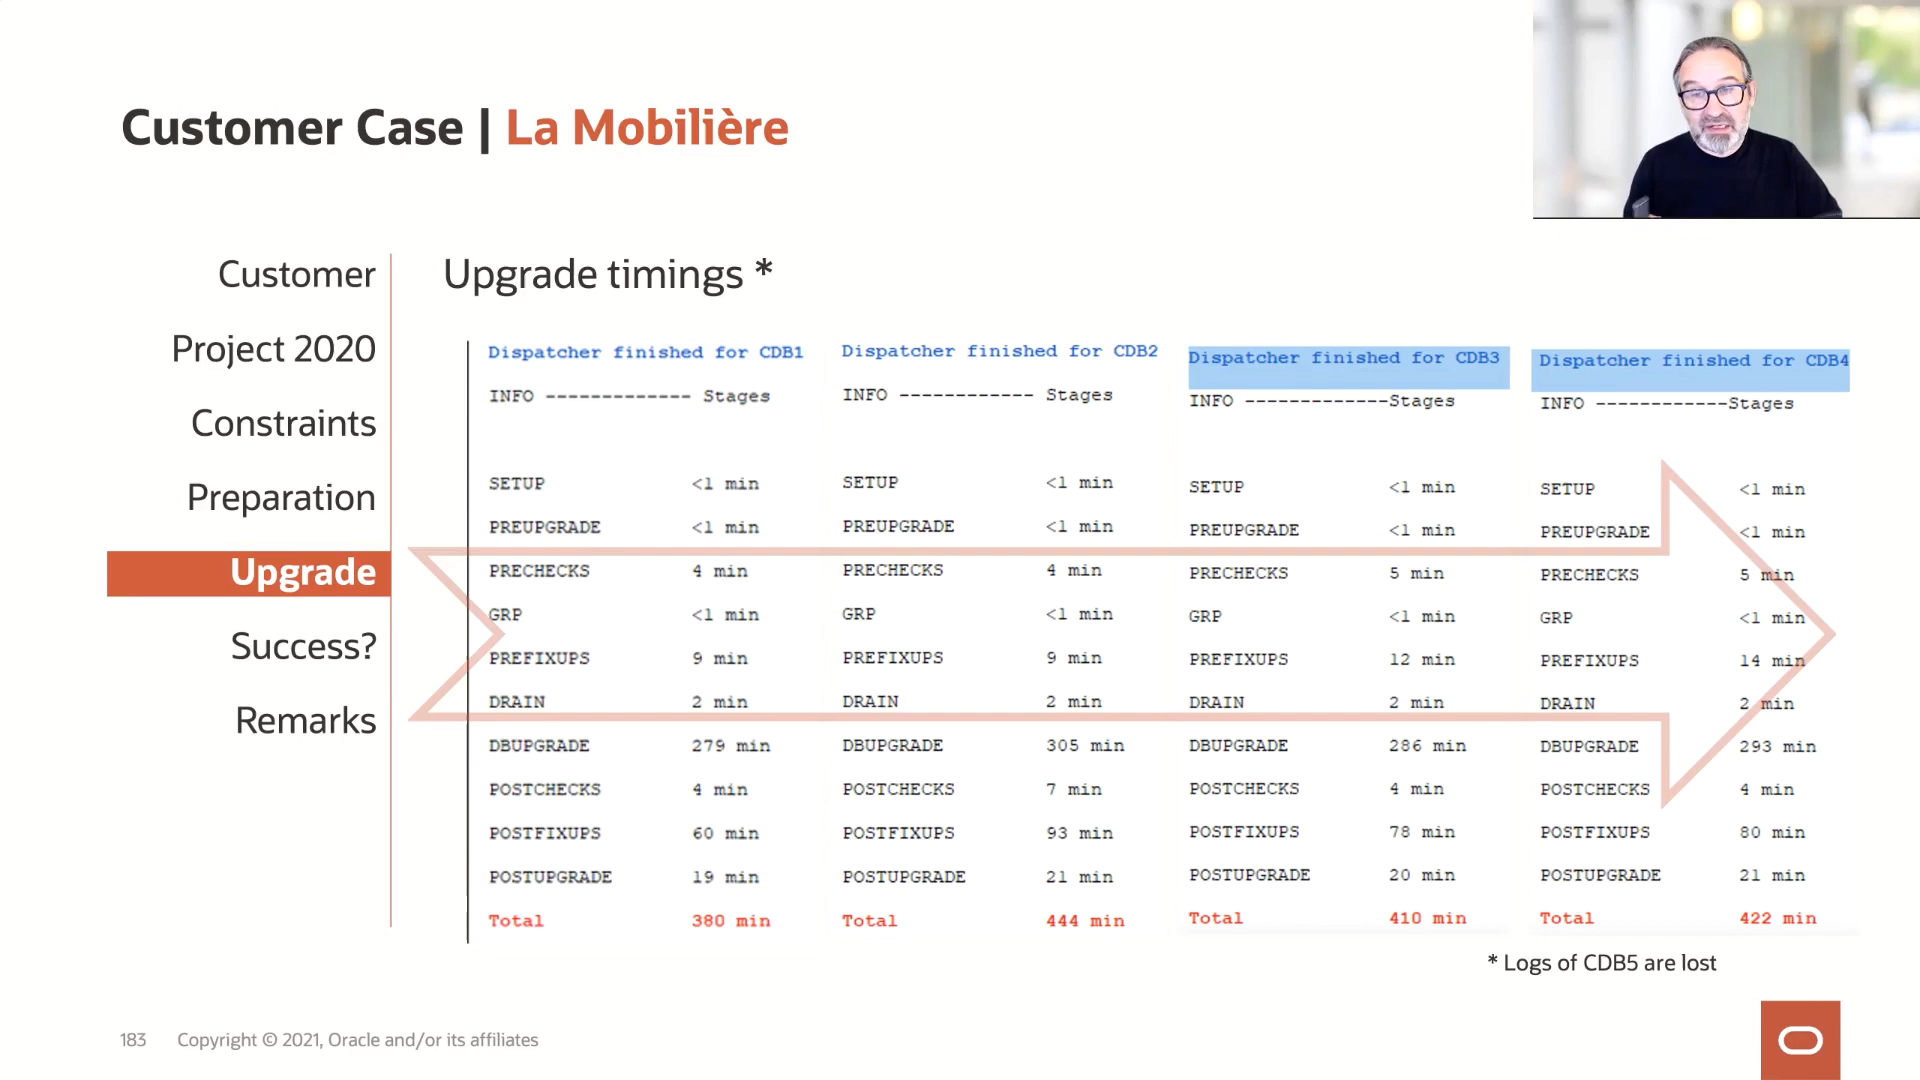 Customer Case | La Mobilière
Customer
Project 2020
Constraints
Preparation
Upgrade
Success?
Remarks
Upgrade timings *
Dispatcher finished for CDB1
INFO ------------- Stages
SETUP <1 min
PREUPGRADE <1 min
PRECHECKS 4 min
GRP <1 min
PREFIXUPS 9 min
DRAIN 2 min
DBUPGRADE 279 min
POSTCHECKS 4 min
POSTFIXUPS 60 min
POSTUPGRADE 19 min
Total 380 min
Dispatcher finished for CDB2
INFO ------------ Stages
SETUP <1 min
PREUPGRADE <1 min
PRECHECKS 4 min
GRP <1 min
PREFIXUPS 9 min
DRAIN 2 min
DBUPGRADE 305 min
POSTCHECKS 7 min
POSTFIXUPS 93 min
POSTUPGRADE 21 min
Total 444 min
Dispatcher finished for CDB3
INFO -------------Stages
SETUP <1 min
PREUPGRADE <1 min
PRECHECKS 5 min
GRP <1 min
PREFIXUPS 12 min
DRAIN 2 min
DBUPGRADE 286 min
POSTCHECKS 4 min
POSTFIXUPS 78 min
POSTUPGRADE 20 min
Total 410 min
Dispatcher finished for CDB4
INFO ------------Stages
SETUP <1 min
PREUPGRADE <1 min
PRECHECKS 5 min
GRP <1 min
PREFIXUPS 14 min
DRAIN 2 min
DBUPGRADE 293 min
POSTCHECKS 4 min
POSTFIXUPS 80 min
POSTUPGRADE 21 min
Total 422 min
* Logs of CDB5 are lost
183 Copyright © 2021, Oracle and/or its affiliates